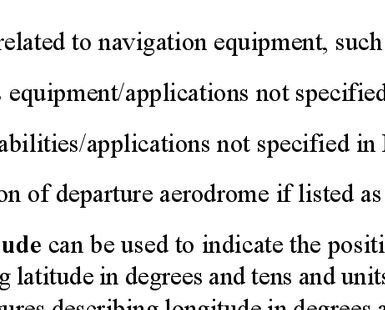 related to navigation equipment, such
equipment/applications not specified
abilities/applications not specified in
on of departure aerodrome if listed as
ude can be used to indicate the positi
g latitude in degrees and tens and units
ures describing longitude in degrees a